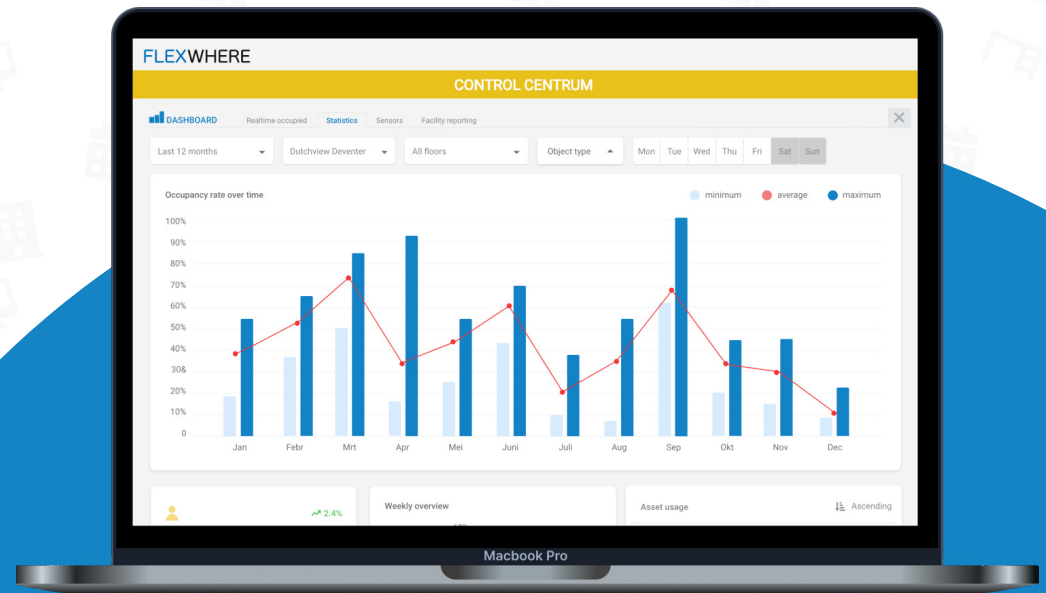 FLEXWHERE
CONTROL CENTRUM
DASHBOARD Realtime occupied Statistics Sensors Facility reporting
Last 12 months Dutchview Deventer All floors Object type Mon Tue Wed Thu Fri Sat Sun
Occupancy rate over time minimum average maximum
100%
90%
80%
70%
60%
50%
40%
30&
20%
10%
0
Jan Febr Mrt Apr Mei Juni Juli Aug Sep Okt Nov Dec
2.4% Weekly overview Asset usage Ascending
Macbook Pro